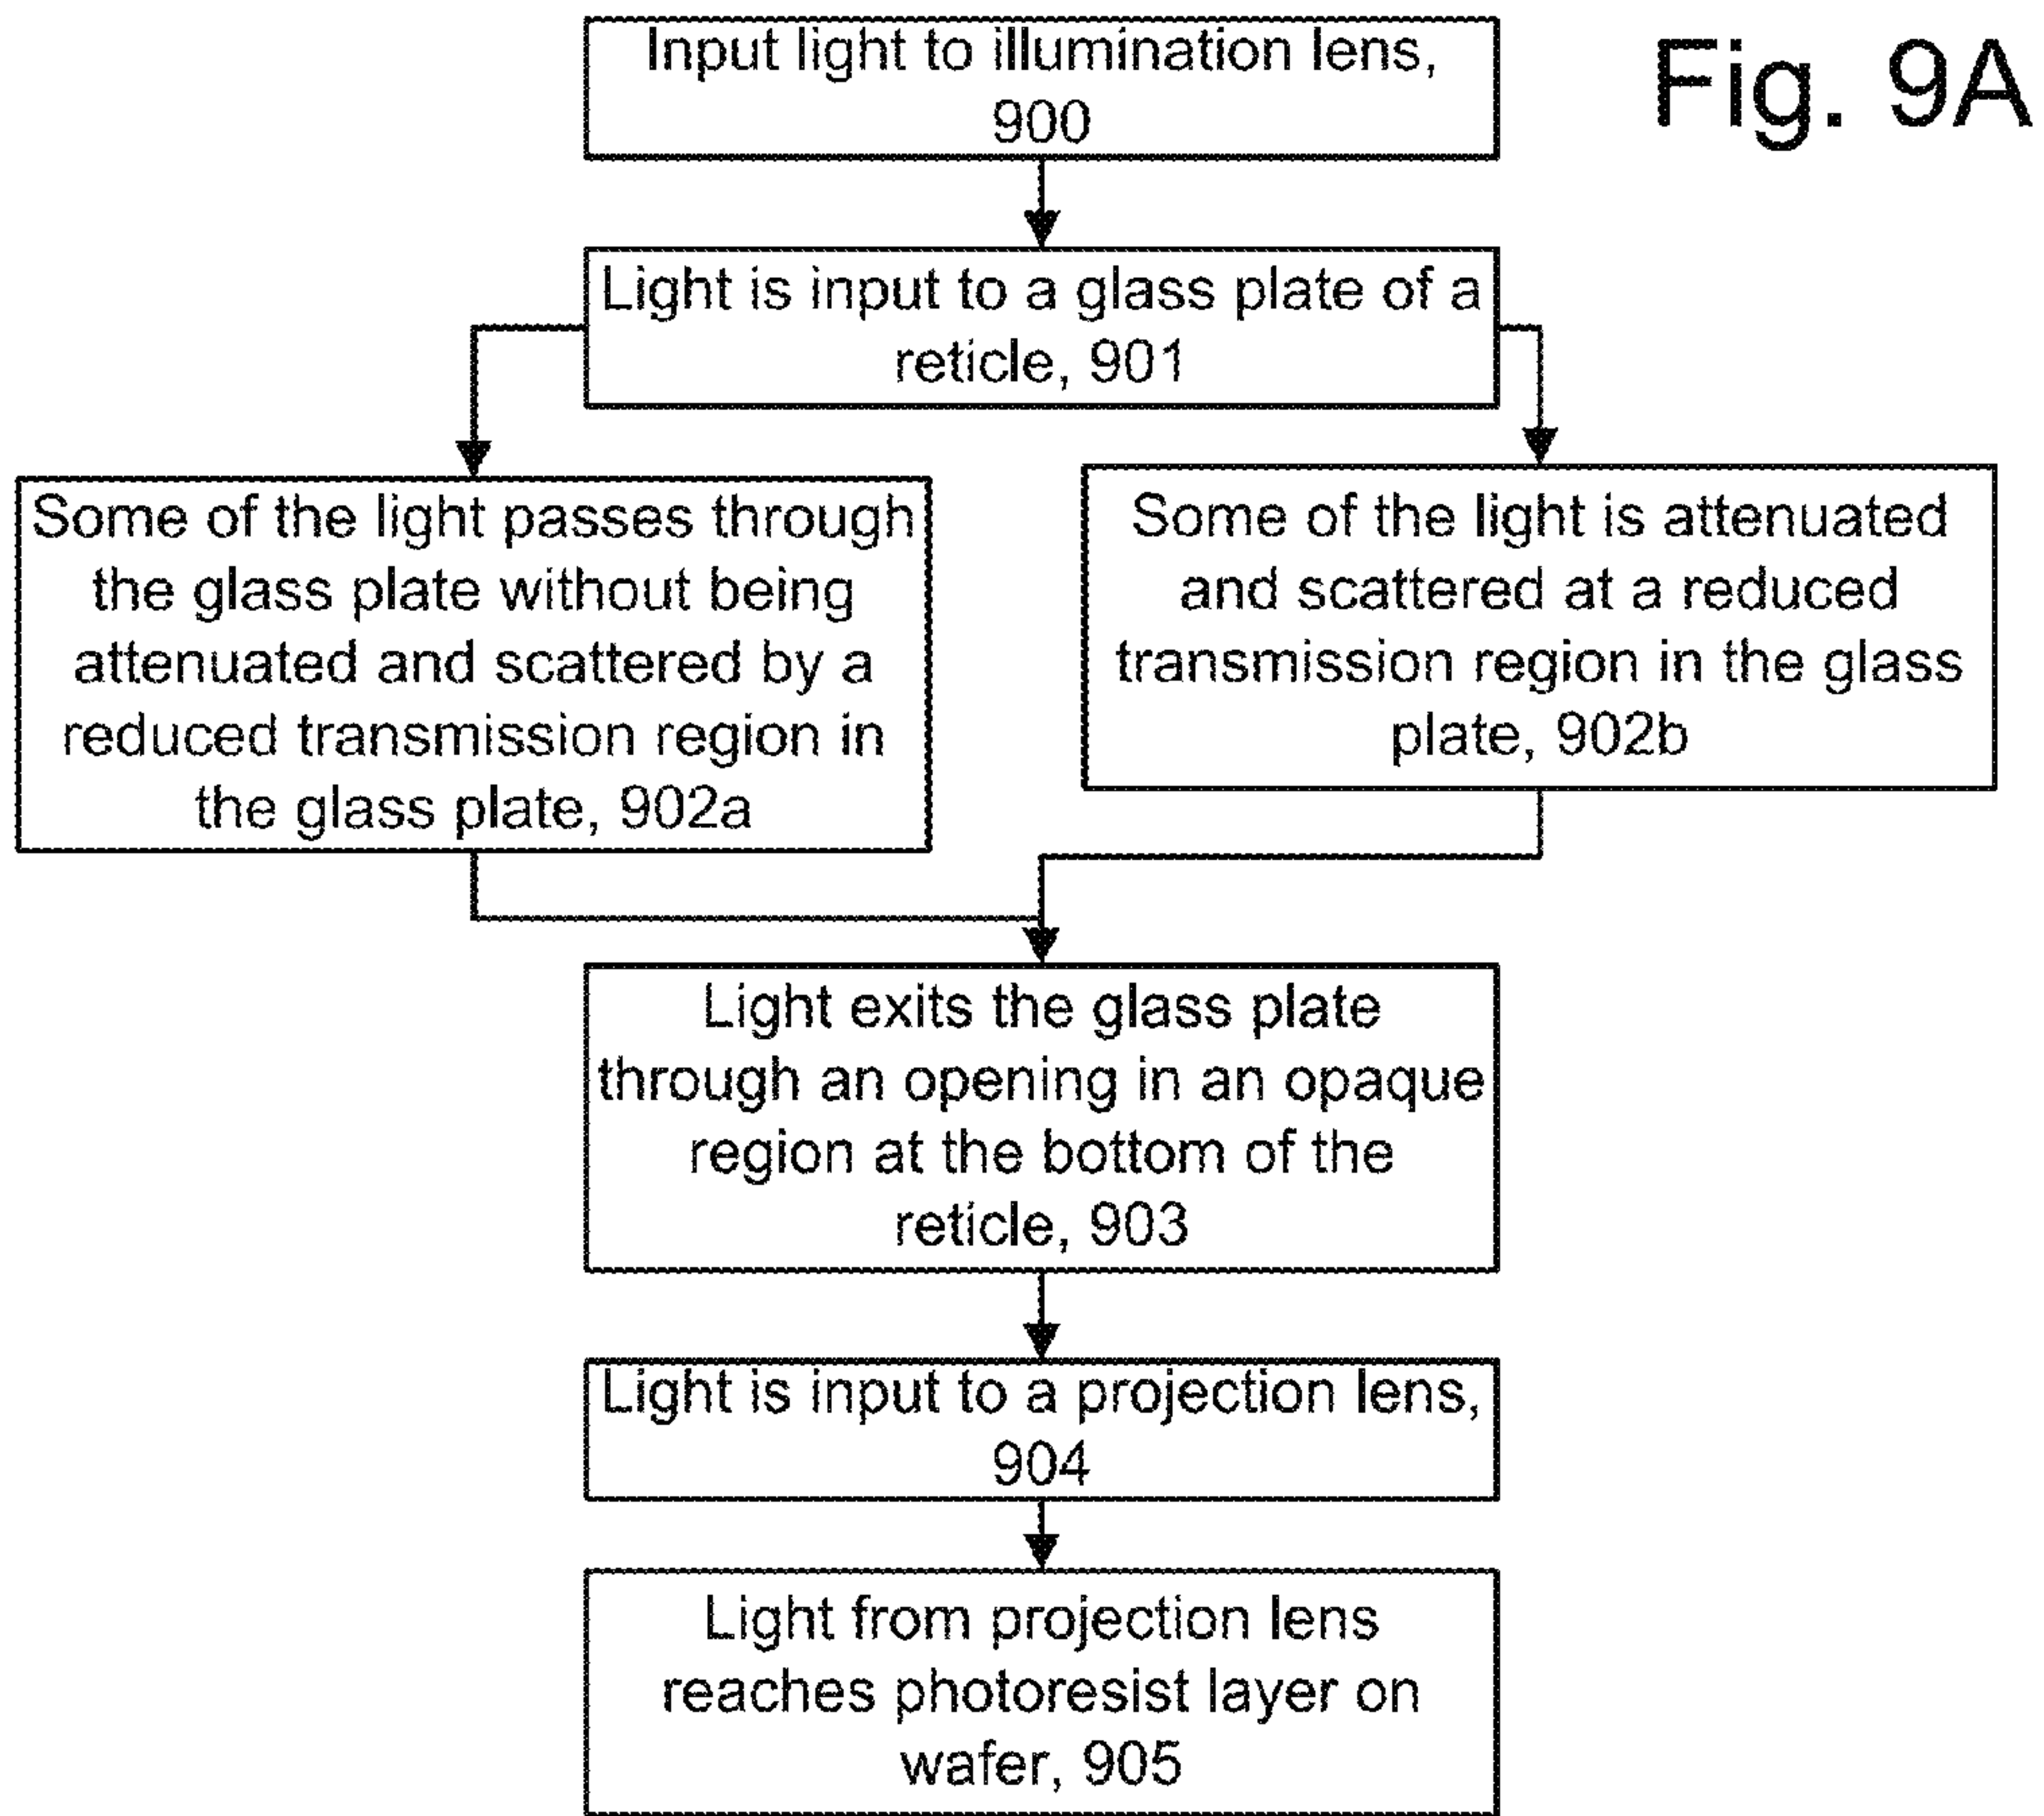 Fig. 9A
Input light to illumination lens,
900
Light is input to a glass plate of a
reticle, 901
Some of the light passes through
the glass plate without being
attenuated and scattered by a
reduced transmission region in
the glass plate, 902a
Some of the light is attenuated
and scattered at a reduced
transmission region in the glass
plate, 902b
Light exits the glass plate
through an opening in an opaque
region at the bottom of the
reticle, 903
Light is input to a projection lens,
904
Light from projection lens
reaches photoresist layer on
wafer, 905